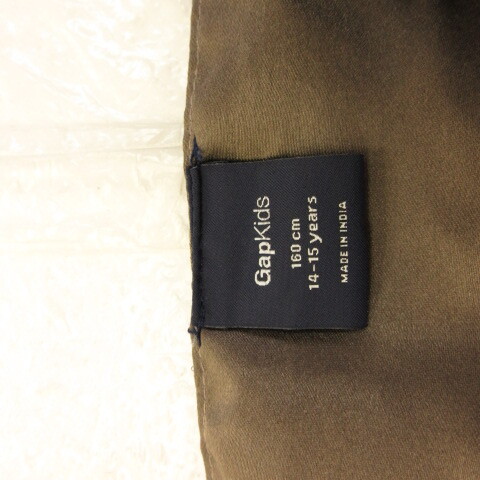 GapKids
160 cm
14-15 years
MADE IN INDIA